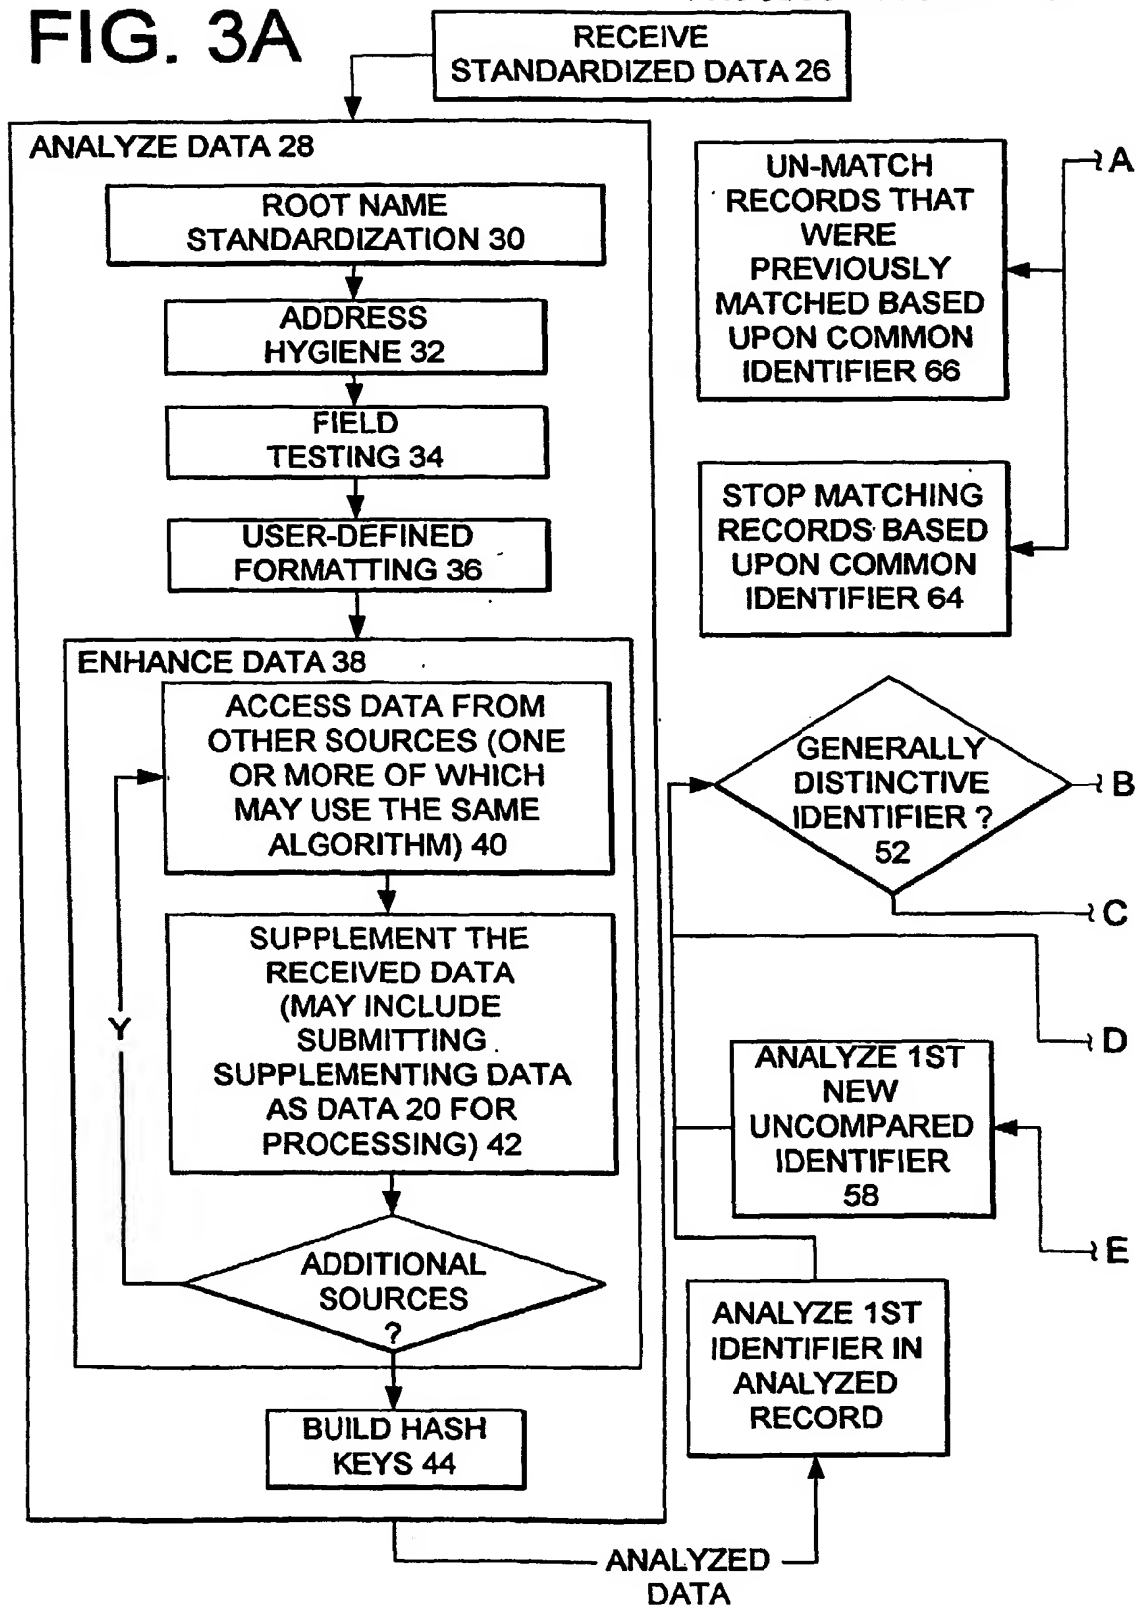 FIG. 3A
RECEIVE
STANDARDIZED DATA 26
ANALYZE DATA 28
ROOT NAME
STANDARDIZATION 30
ADDRESS
HYGIENE 32
FIELD
TESTING 34
USER-DEFINED
FORMATTING 36
ENHANCE DATA 38
ACCESS DATA FROM
OTHER SOURCES (ONE
OR MORE OF WHICH
MAY USE THE SAME
ALGORITHM) 40
SUPPLEMENT THE
RECEIVED DATA
(MAY INCLUDE
SUBMITTING
SUPPLEMENTING DATA
AS DATA 20 FOR
PROCESSING) 42
Y
ADDITIONAL
SOURCES
?
BUILD HASH
KEYS 44
ANALYZED
DATA
UN-MATCH
RECORDS THAT
WERE
PREVIOUSLY
MATCHED BASED
UPON COMMON
IDENTIFIER 66
A
STOP MATCHING
RECORDS BASED
UPON COMMON
IDENTIFIER 64
GENERALLY
DISTINCTIVE
IDENTIFIER ?
52
B
C
D
ANALYZE 1ST
NEW
UNCOMPARED
IDENTIFIER
58
E
ANALYZE 1ST
IDENTIFIER IN
ANALYZED
RECORD